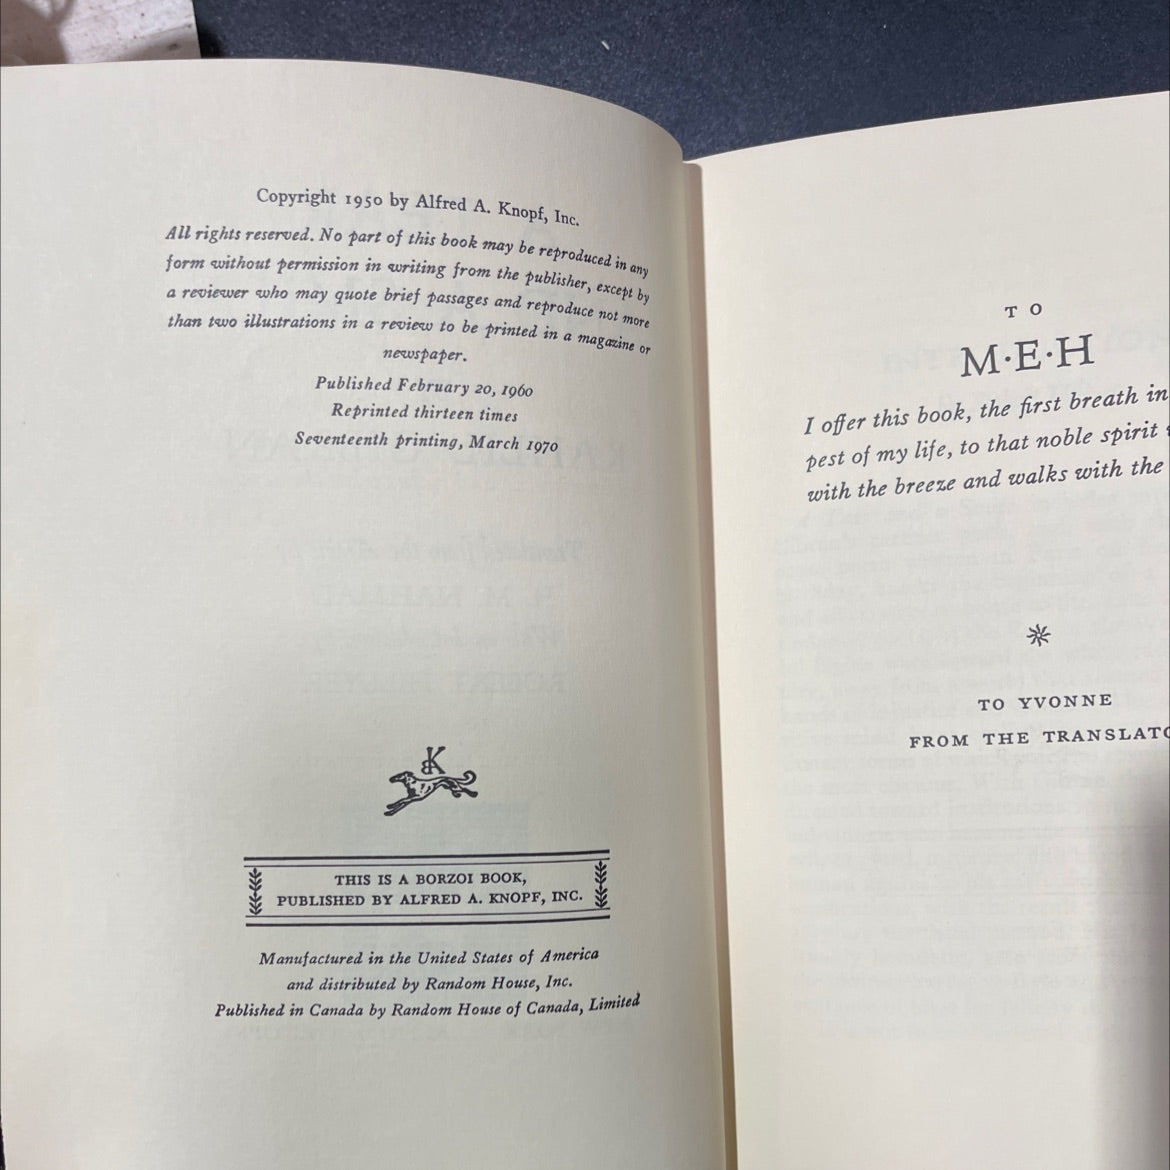 Copyright 1950 by Alfred A. Knopf, Inc.
All rights reserved. No part of this book may be reproduced in any
form without permission in writing from the publisher, except by
a reviewer who may quote brief passages and reproduce not more
than two illustrations in a review to be printed in a magazine or
newspaper.
Published February 20, 1960
Reprinted thirteen times
Seventeenth printing, March 1970
THIS IS A BORZOI BOOK,
PUBLISHED BY ALFRED A. KNOPF, INC.
Manufactured in the United States of America
and distributed by Random House, Inc.
Published in Canada by Random House of Canada, Limited
TO
M·E·H
I offer this book, the first breath in
pest of my life, to that noble spirit
with the breeze and walks with the
TO YVONNE
FROM THE